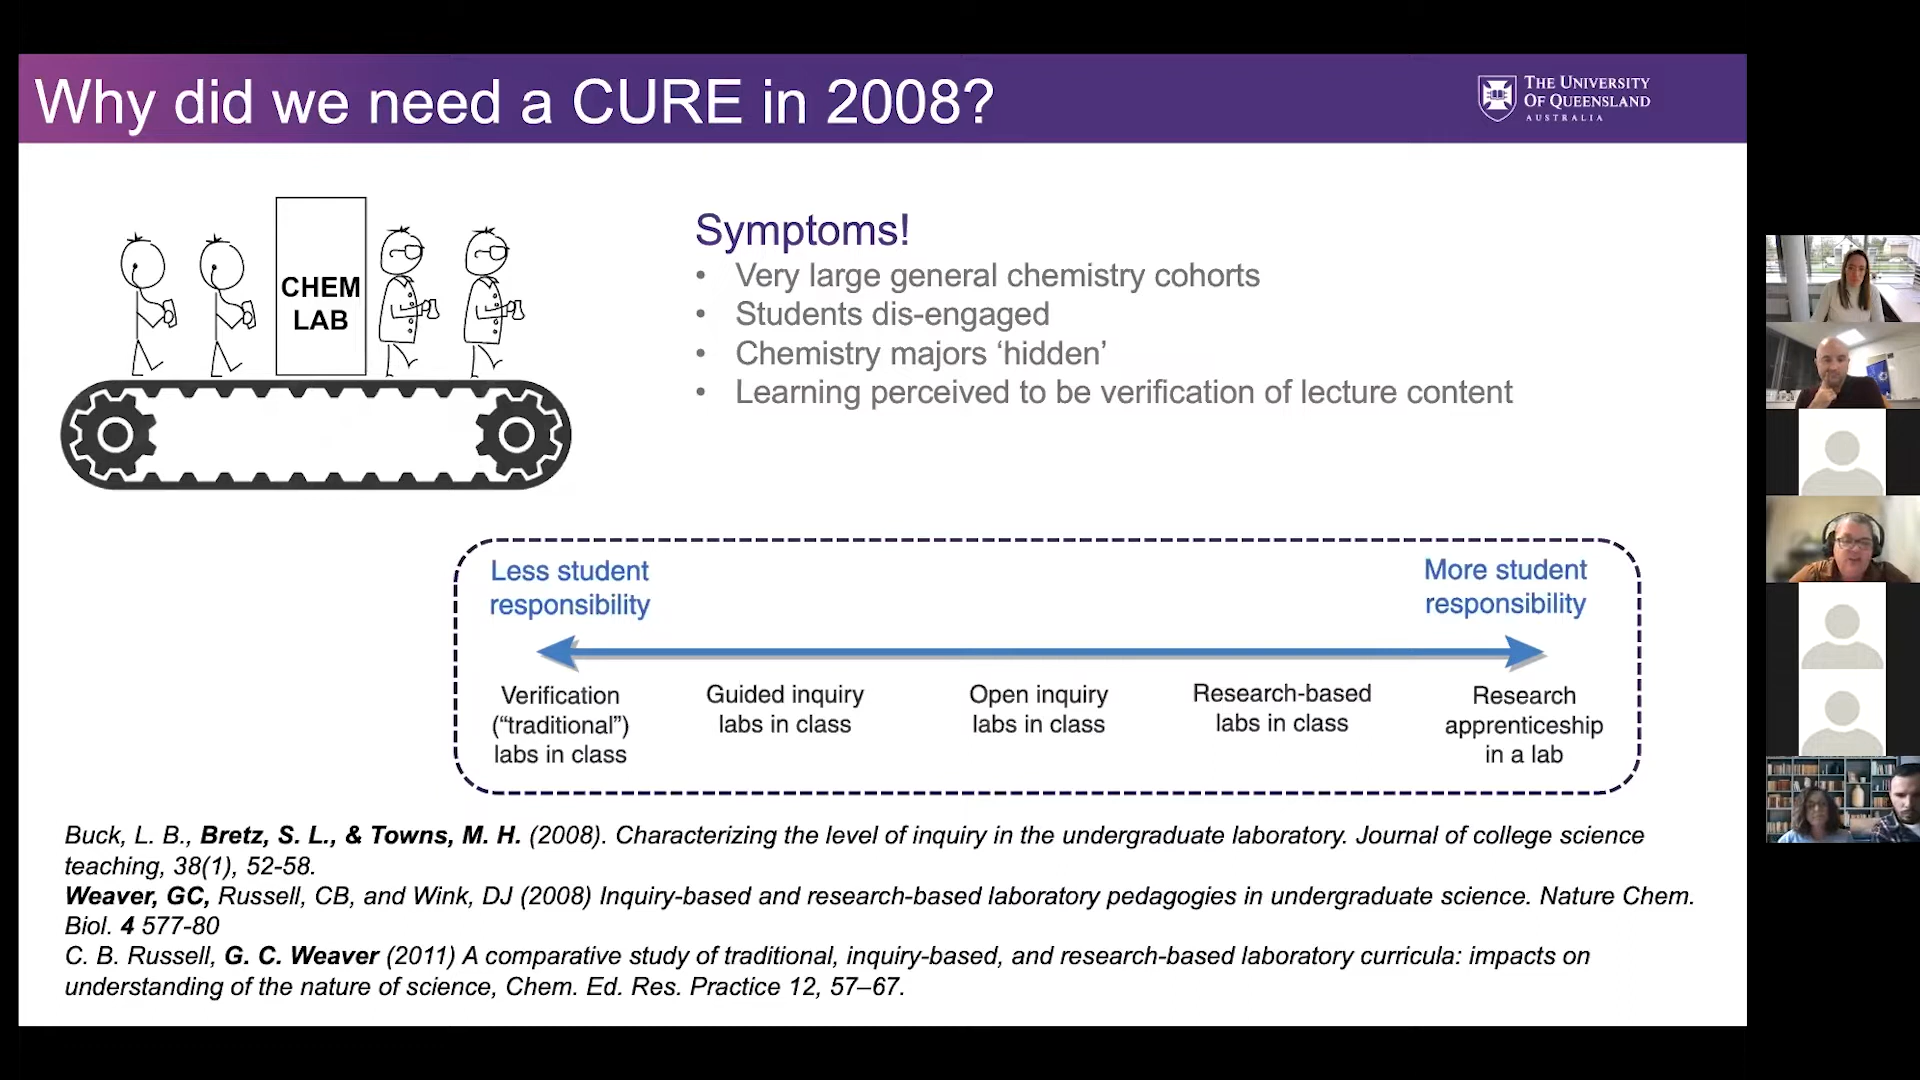 Why did we need a CURE in 2008?
THE UNIVERSITY
OF QUEENSLAND
AUSTRALIA
CHEM
LAB
Symptoms!
• Very large general chemistry cohorts
• Students dis-engaged
• Chemistry majors ‘hidden’
• Learning perceived to be verification of lecture content
Less student
responsibility
More student
responsibility
Verification
(“traditional”)
labs in class
Guided inquiry
labs in class
Open inquiry
labs in class
Research-based
labs in class
Research
apprenticeship
in a lab
Buck, L. B., Bretz, S. L., & Towns, M. H. (2008). Characterizing the level of inquiry in the undergraduate laboratory. Journal of college science
teaching, 38(1), 52-58.
Weaver, GC, Russell, CB, and Wink, DJ (2008) Inquiry-based and research-based laboratory pedagogies in undergraduate science. Nature Chem.
Biol. 4 577-80
C. B. Russell, G. C. Weaver (2011) A comparative study of traditional, inquiry-based, and research-based laboratory curricula: impacts on
understanding of the nature of science, Chem. Ed. Res. Practice 12, 57–67.